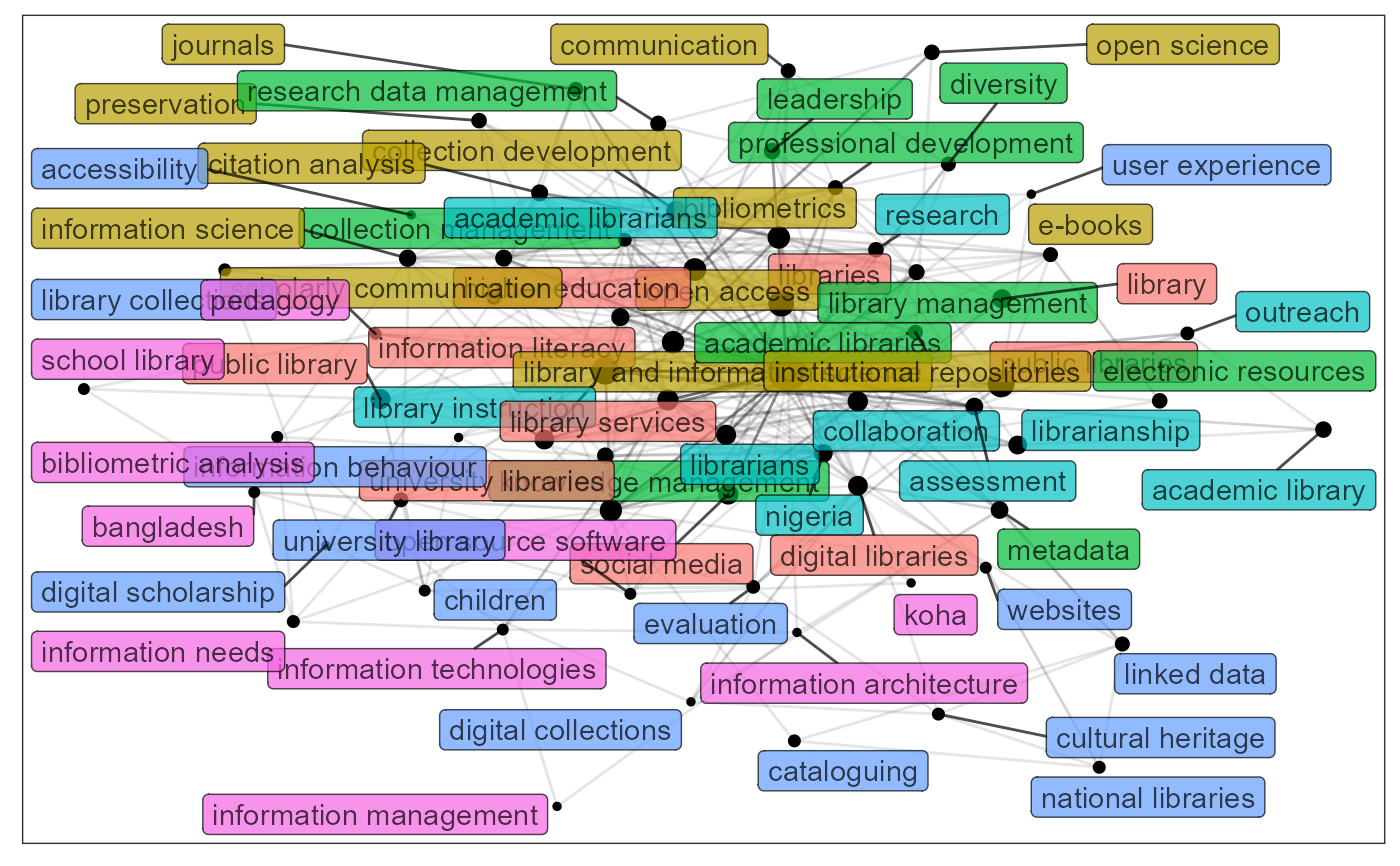 journals
communication
open science
research data management
diversity
preservation
leadership
collection development
professional development
citation analysis
accessibility
user experience
academic librarians
bibliometrics
research
information science
collection management
e-books
scholarly communication
education
libraries
open access
library management
library
library collections
pedagogy
outreach
information literacy
academic libraries
school library
public library
library and information
institutional repositories
public libraries
electronic resources
library instruction
library services
collaboration
librarianship
bibliometric analysis
information behaviour
university libraries
librarians
knowledge management
assessment
academic library
nigeria
bangladesh
university library
open source software
social media
digital libraries
metadata
digital scholarship
children
evaluation
koha
websites
information needs
information technologies
information architecture
linked data
digital collections
cultural heritage
cataloguing
national libraries
information management